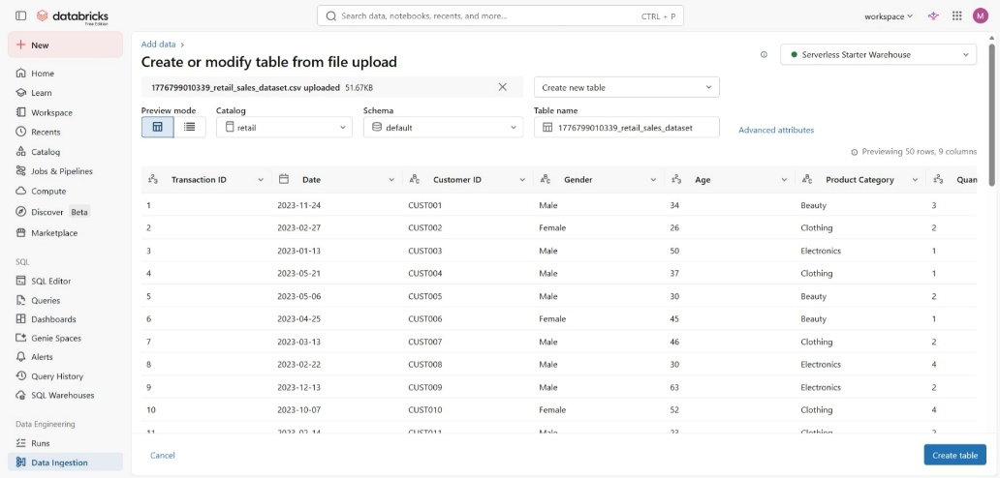 databricks
Free Edition
Search data, notebooks, recents, and more...
CTRL + P
workspace
M
New
Home
Learn
Workspace
Recents
Catalog
Jobs & Pipelines
Compute
Discover Beta
Marketplace
SQL
SQL Editor
Queries
Dashboards
Genie Spaces
Alerts
Query History
SQL Warehouses
Data Engineering
Runs
Data Ingestion
Add data ›
Create or modify table from file upload
Serverless Starter Warehouse
1776799010339_retail_sales_dataset.csv uploaded 51.67KB
Create new table
Preview mode Catalog Schema Table name
retail default 1776799010339_retail_sales_dataset Advanced attributes
Previewing 50 rows, 9 columns
Transaction ID Date Customer ID Gender Age Product Category Quan
1 2023-11-24 CUST001 Male 34 Beauty 3
2 2023-02-27 CUST002 Female 26 Clothing 2
3 2023-01-13 CUST003 Male 50 Electronics 1
4 2023-05-21 CUST004 Male 37 Clothing 1
5 2023-05-06 CUST005 Male 30 Beauty 2
6 2023-04-25 CUST006 Female 45 Beauty 1
7 2023-03-13 CUST007 Male 46 Clothing 2
8 2023-02-22 CUST008 Male 30 Electronics 4
9 2023-12-13 CUST009 Male 63 Electronics 2
10 2023-10-07 CUST010 Female 52 Clothing 4
11 2023-02-14 CUST011 Male 23 Clothing 2
Cancel
Create table